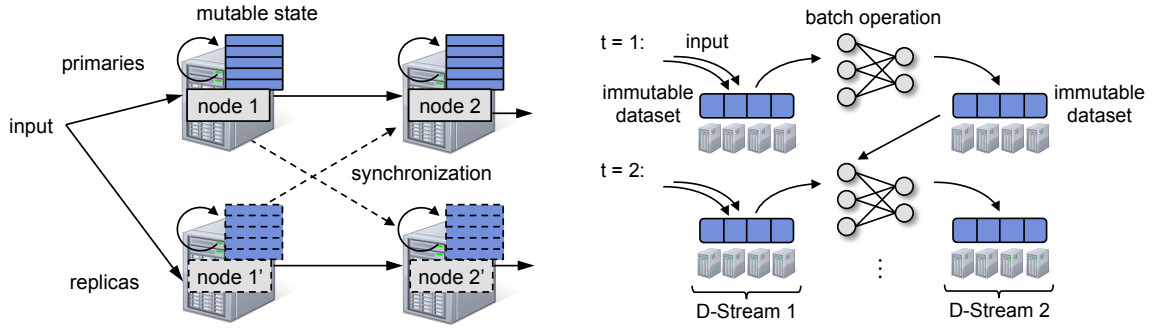 mutable state
primaries
node 1
node 2
input
synchronization
node 1’
node 2’
replicas
batch operation
t = 1:
input
immutable
dataset
immutable
dataset
t = 2:
⋮
D-Stream 1
D-Stream 2